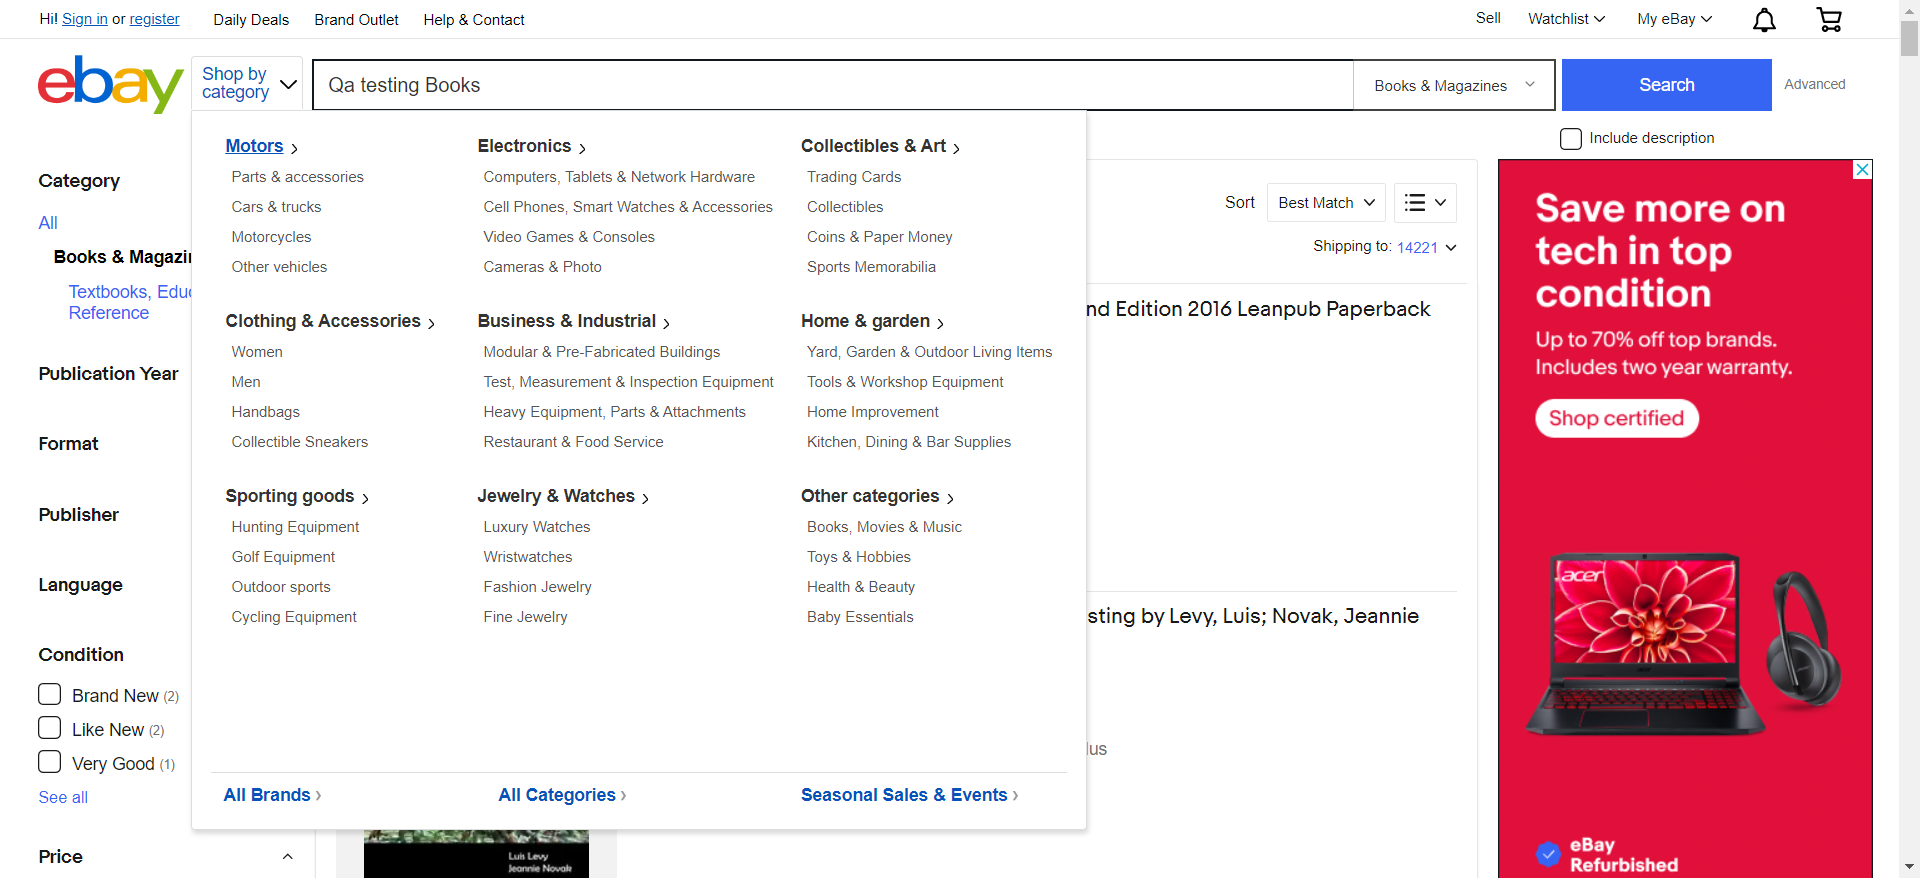 Hi! Sign in or register
Daily Deals
Brand Outlet
Help & Contact
Sell
Watchlist
My eBay
ebay
Shop by
category
Qa testing Books
Books & Magazines
Search
Advanced
Include description
Category
All
Books & Magazin
Textbooks, Educ
Reference
Publication Year
Format
Publisher
Language
Condition
Brand New (2)
Like New (2)
Very Good (1)
See all
Price
Motors
Parts & accessories
Cars & trucks
Motorcycles
Other vehicles
Electronics
Computers, Tablets & Network Hardware
Cell Phones, Smart Watches & Accessories
Video Games & Consoles
Cameras & Photo
Collectibles & Art
Trading Cards
Collectibles
Coins & Paper Money
Sports Memorabilia
Clothing & Accessories
Women
Men
Handbags
Collectible Sneakers
Business & Industrial
Modular & Pre-Fabricated Buildings
Test, Measurement & Inspection Equipment
Heavy Equipment, Parts & Attachments
Restaurant & Food Service
Home & garden
Yard, Garden & Outdoor Living Items
Tools & Workshop Equipment
Home Improvement
Kitchen, Dining & Bar Supplies
Sporting goods
Hunting Equipment
Golf Equipment
Outdoor sports
Cycling Equipment
Jewelry & Watches
Luxury Watches
Wristwatches
Fashion Jewelry
Fine Jewelry
Other categories
Books, Movies & Music
Toys & Hobbies
Health & Beauty
Baby Essentials
All Brands
All Categories
Seasonal Sales & Events
Sort
Best Match
Shipping to: 14221
nd Edition 2016 Leanpub Paperback
sting by Levy, Luis; Novak, Jeannie
lus
Luis Levy
Jeannie Novak
Save more on
tech in top
condition
Up to 70% off top brands.
Includes two year warranty.
Shop certified
acer
eBay
Refurbished